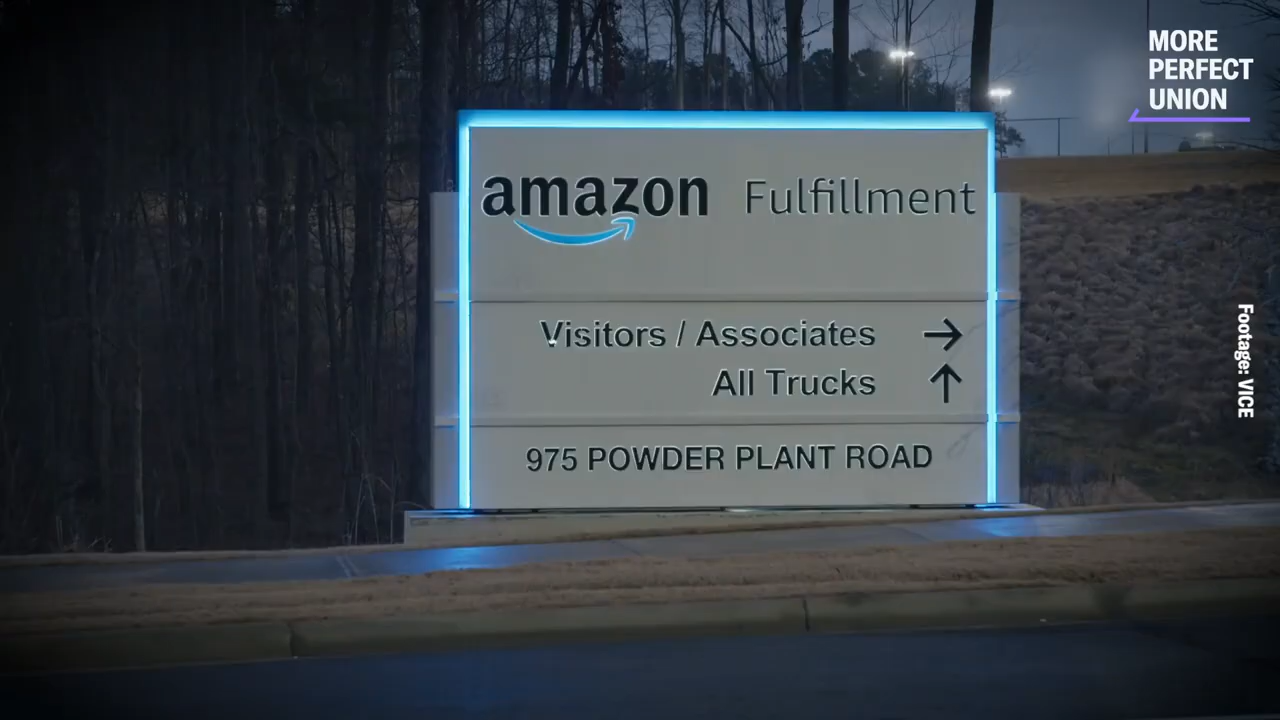 MORE
PERFECT
UNION
amazon Fulfillment
Visitors / Associates →
All Trucks ↑
975 POWDER PLANT ROAD
Footage: VICE